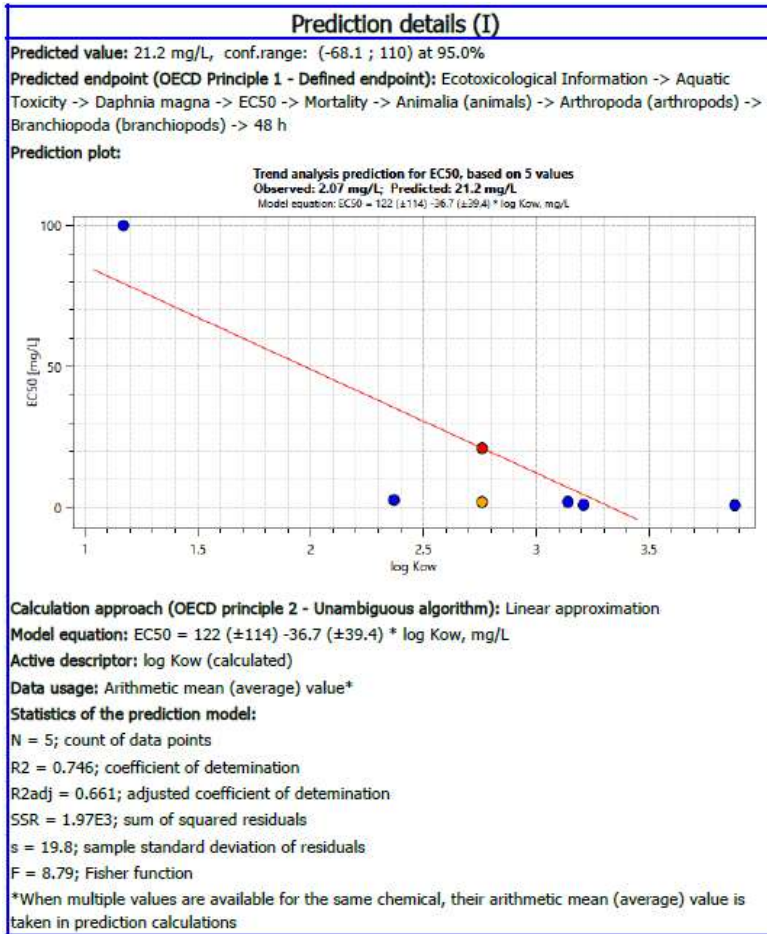 Prediction details (I)
Predicted value: 21.2 mg/L, conf.range: (-68.1 ; 110) at 95.0%
Predicted endpoint (OECD Principle 1 - Defined endpoint): Ecotoxicological Information -> Aquatic
Toxicity -> Daphnia magna -> EC50 -> Mortality -> Animalia (animals) -> Arthropoda (arthropods) ->
Branchiopoda (branchiopods) -> 48 h
Prediction plot:
Trend analysis prediction for EC50, based on 5 values
Observed: 2.07 mg/L; Predicted: 21.2 mg/L
Model equation: EC50 = 122 (±114) -36.7 (±39.4) * log Kow, mg/L
100
50
0
EC50 [mg/L]
1 1.5 2 2.5 3 3.5
log Kow
Calculation approach (OECD principle 2 - Unambiguous algorithm): Linear approximation
Model equation: EC50 = 122 (±114) -36.7 (±39.4) * log Kow, mg/L
Active descriptor: log Kow (calculated)
Data usage: Arithmetic mean (average) value*
Statistics of the prediction model:
N = 5; count of data points
R2 = 0.746; coefficient of detemination
R2adj = 0.661; adjusted coefficient of detemination
SSR = 1.97E3; sum of squared residuals
s = 19.8; sample standard deviation of residuals
F = 8.79; Fisher function
*When multiple values are available for the same chemical, their arithmetic mean (average) value is
taken in prediction calculations